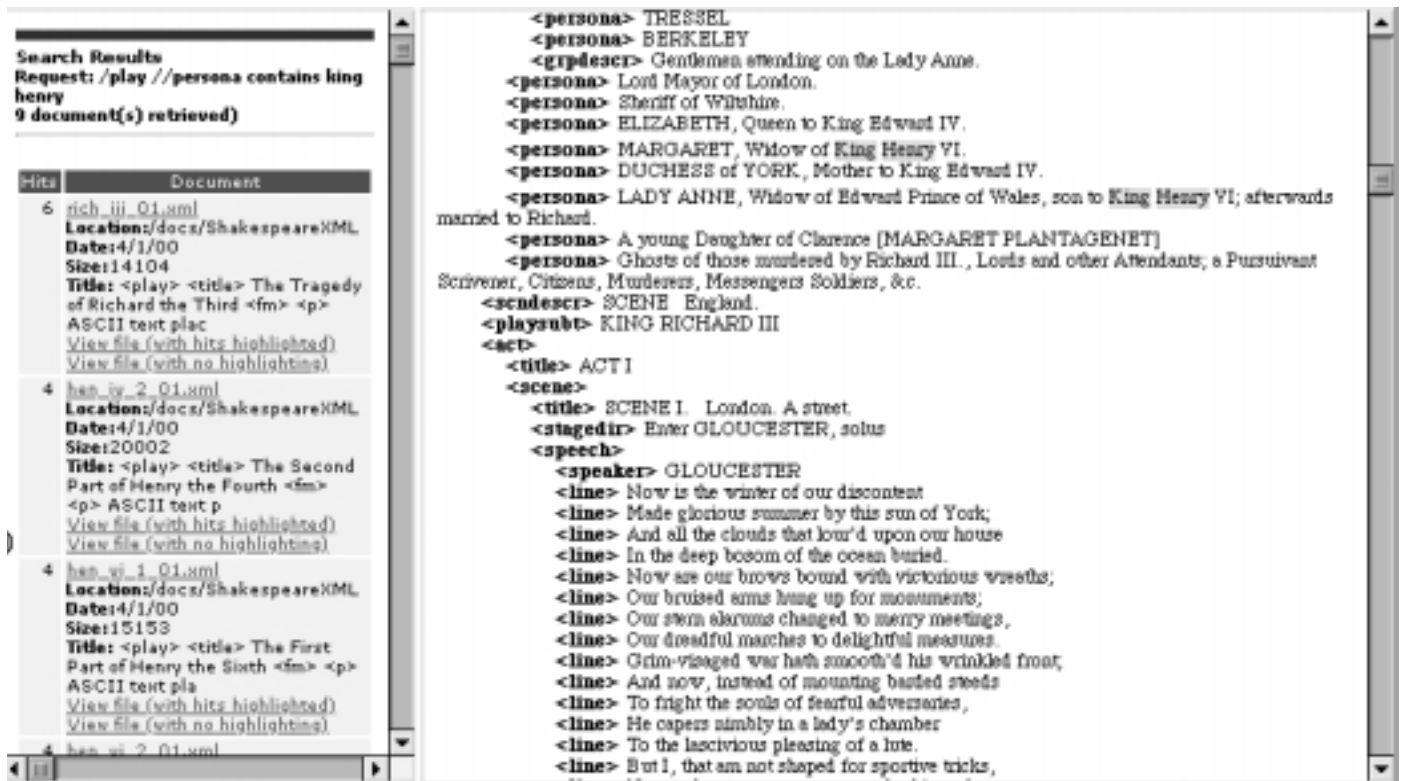 Search Results
Request: /play //persona contains king
henry
9 document(s) retrieved)
Hits Document
6 rich_iii_01.xml
Location:/docs/ShakespeareXML
Date:4/1/00
Size:14104
Title: <play> <title> The Tragedy
of Richard the Third <fm> <p>
ASCII text plac
View file (with hits highlighted)
View file (with no highlighting)
4 hen_iv_2_01.xml
Location:/docs/ShakespeareXML
Date:4/1/00
Size:20002
Title: <play> <title> The Second
Part of Henry the Fourth <fm>
<p> ASCII text p
View file (with hits highlighted)
View file (with no highlighting)
4 hen_vi_1_01.xml
Location:/docs/ShakespeareXML
Date:4/1/00
Size:15153
Title: <play> <title> The First
Part of Henry the Sixth <fm> <p>
ASCII text pla
View file (with hits highlighted)
View file (with no highlighting)
4 hen_vi_2_01.xml
<persona> TRESSEL
<persona> BERKELEY
<grpdescr> Gentlemen attending on the Lady Anne.
<persona> Lord Mayor of London.
<persona> Sheriff of Wiltshire.
<persona> ELIZABETH, Queen to King Edward IV.
<persona> MARGARET, Widow of King Henry VI.
<persona> DUCHESS of YORK, Mother to King Edward IV.
<persona> LADY ANNE, Widow of Edward Prince of Wales, son to King Henry VI; afterwards
married to Richard.
<persona> A young Daughter of Clarence [MARGARET PLANTAGENET]
<persona> Ghosts of those murdered by Richard III., Lords and other Attendants; a Pursuivant
Scrivener, Citizens, Murderers, Messengers Soldiers, &c.
<scndescr> SCENE England.
<playsubt> KING RICHARD III
<act>
<title> ACT I
<scene>
<title> SCENE I. London. A street.
<stagedir> Enter GLOUCESTER, solus
<speech>
<speaker> GLOUCESTER
<line> Now is the winter of our discontent
<line> Made glorious summer by this sun of York;
<line> And all the clouds that lour'd upon our house
<line> In the deep bosom of the ocean buried.
<line> Now are our brows bound with victorious wreaths;
<line> Our bruised arms hung up for monuments;
<line> Our stern alarums changed to merry meetings,
<line> Our dreadful marches to delightful measures.
<line> Grim-visaged war hath smooth'd his wrinkled front;
<line> And now, instead of mounting barded steeds
<line> To fright the souls of fearful adversaries,
<line> He capers nimbly in a lady's chamber
<line> To the lascivious pleasing of a lute.
<line> But I, that am not shaped for sportive tricks,